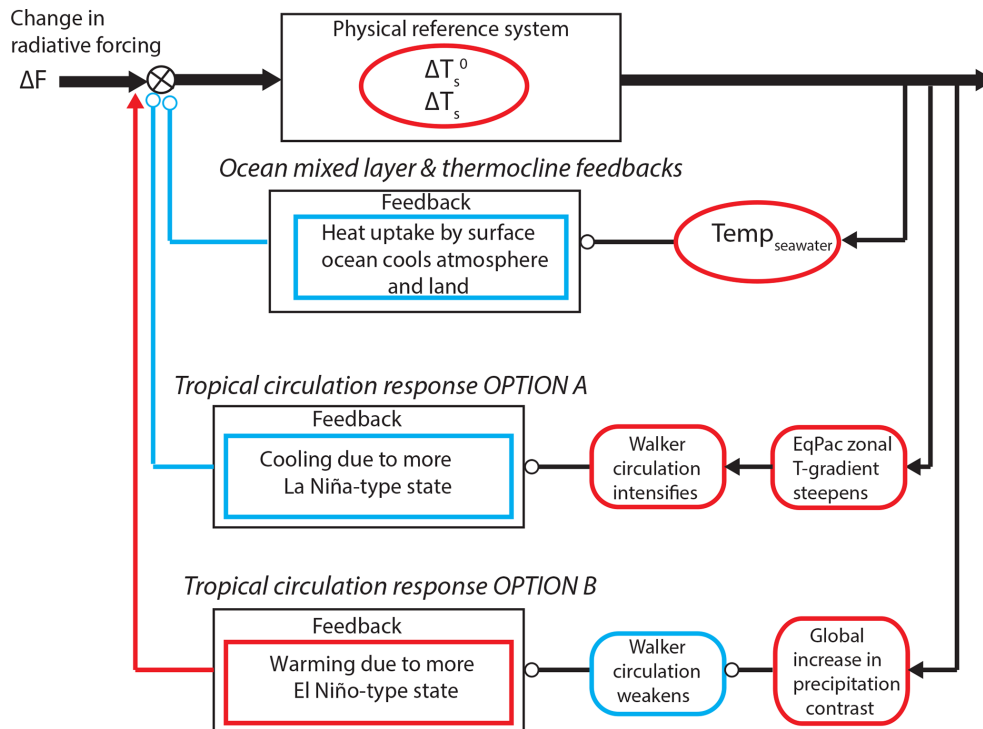 Change in
radiative forcing
ΔF
Physical reference system
ΔTs⁰
ΔTs
Ocean mixed layer & thermocline feedbacks
Feedback
Heat uptake by surface
ocean cools atmosphere
and land
Temp seawater
Tropical circulation response OPTION A
Feedback
Cooling due to more
La Niña-type state
Walker
circulation
intensifies
EqPac zonal
T-gradient
steepens
Tropical circulation response OPTION B
Feedback
Warming due to more
El Niño-type state
Walker
circulation
weakens
Global
increase in
precipitation
contrast